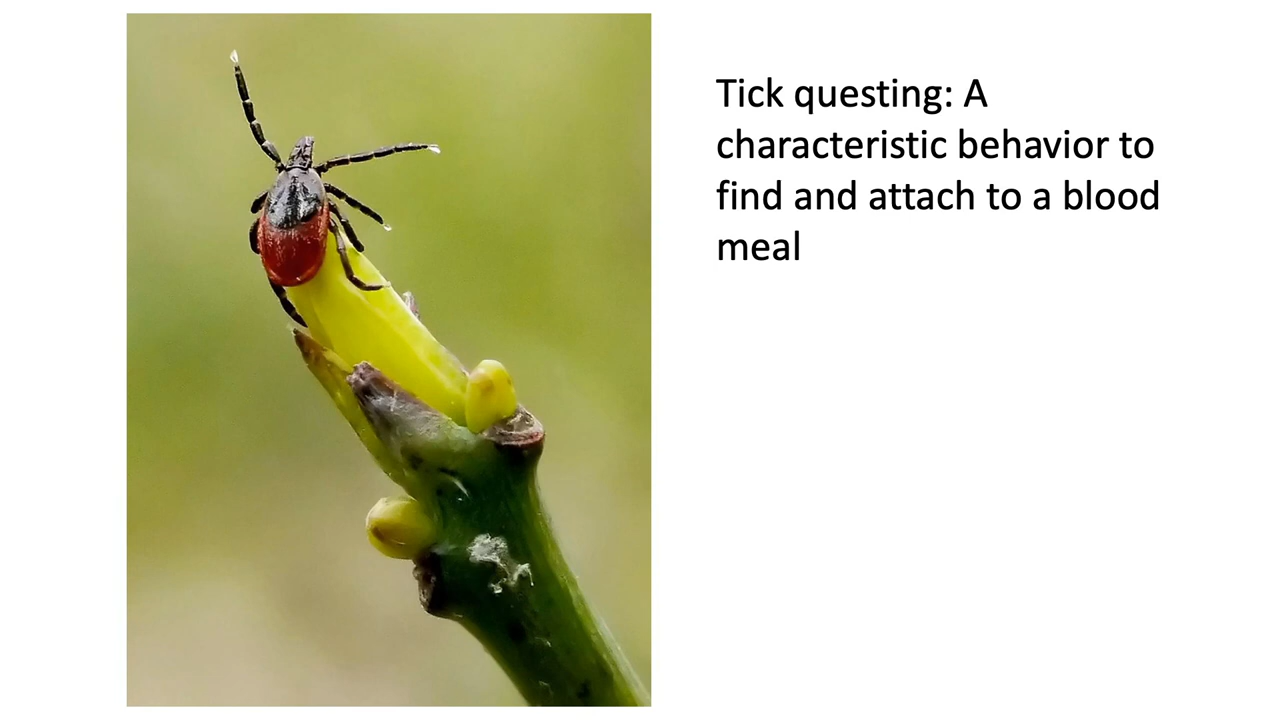 Tick questing: A
characteristic behavior to
find and attach to a blood
meal